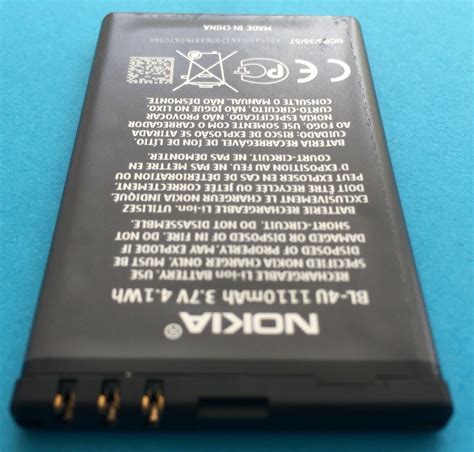 NOKIA
BL-4U 1110mAh 3.7V 4.1Wh
RECHARGEABLE Li-ion BATTERY. USE
SPECIFIED NOKIA CHARGERS ONLY. MUST BE
DISPOSED OF PROPERLY. MAY EXPLODE IF
DAMAGED OR DISPOSED OF IN FIRE. DO NOT
SHORT-CIRCUIT. DO NOT DISASSEMBLE.
BATTERIE RECHARGEABLE Li-ion. UTILISEZ
EXCLUSIVEMENT LE CHARGEUR NOKIA INDIQUÉ.
DOIT ÊTRE RECYCLÉE OU JETÉE CORRECTEMENT.
PEUT EXPLOSER EN CAS DE DÉTÉRIORATION OU
D'EXPOSITION AU FEU. NE PAS METTRE EN
COURT-CIRCUIT. NE PAS DÉMONTER.
BATERIA RECARREGÁVEL DE ÍON DE LÍTIO.
CUIDADO: RISCO DE EXPLOSÃO SE ATIRADA
AO FOGO. USE SOMENTE O CARREGADOR
NOKIA ESPECIFICADO. NÃO PROVOCAR
CURTO-CIRCUITO. NÃO JOGUE NO LIXO.
CONSULTE O MANUAL. NÃO DESMONTE.
MADE IN CHINA